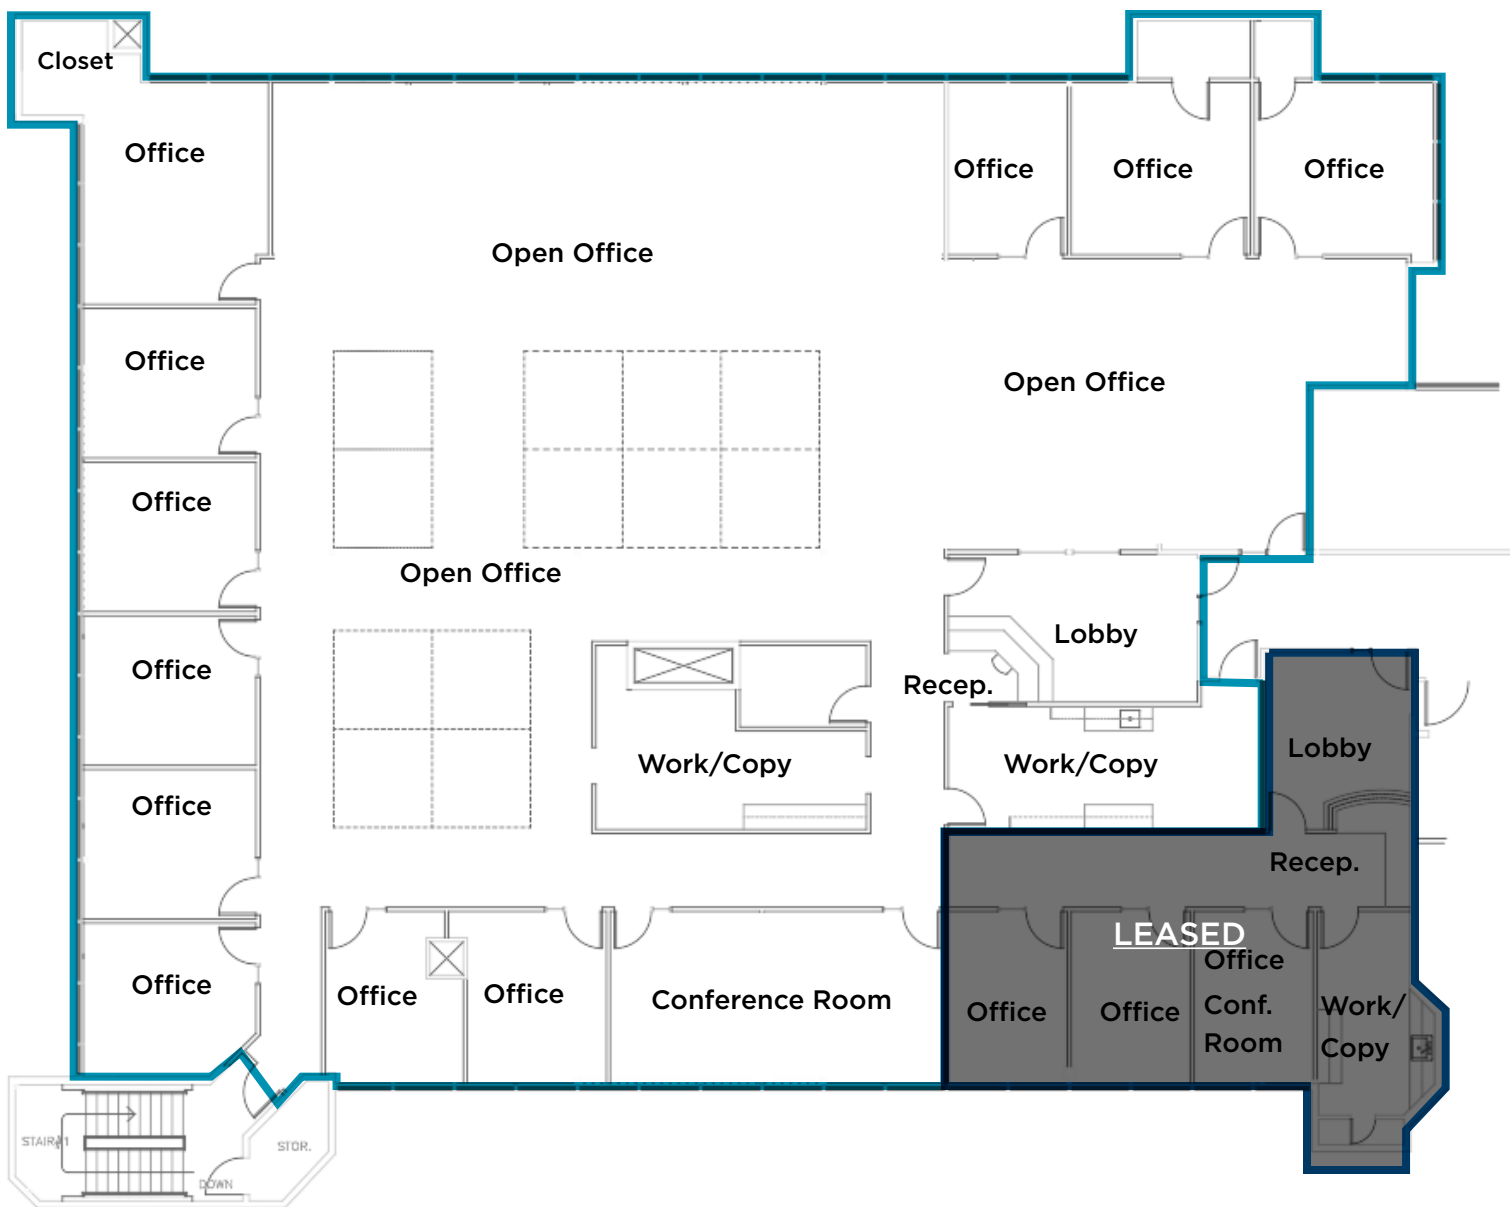 Closet
Office
Office
Office
Office
Open Office
Office
Open Office
Office
Open Office
Lobby
Office
Recep.
Lobby
Work/Copy
Work/Copy
Office
Recep.
LEASED
Office
Office
Office
Office
Conference Room
Office
Office
Conf.
Room
Work/
Copy
STAIR 1
STOR.
DOWN